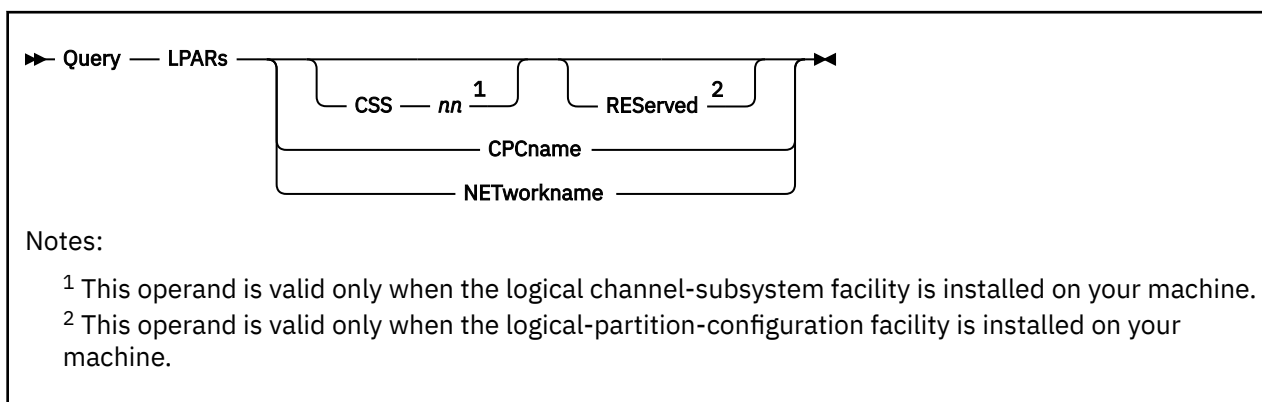 Query — LPARs
CSS — nn 1 REServed 2
CPCname
NETworkname
Notes:
1 This operand is valid only when the logical channel-subsystem facility is installed on your machine.
2 This operand is valid only when the logical-partition-configuration facility is installed on your
machine.